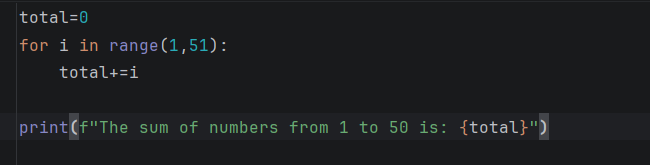 total=0
for i in range(1,51):
    total+=i
print(f"The sum of numbers from 1 to 50 is: {total}")